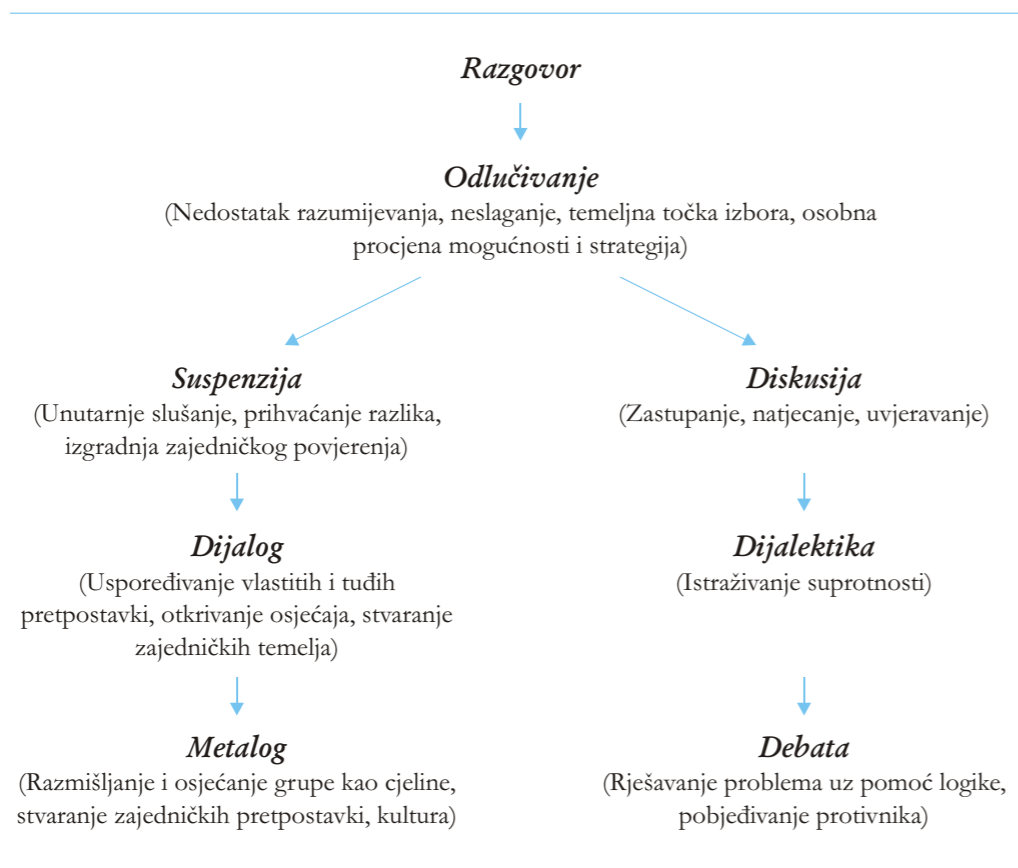 Razgovor
Odlučivanje
(Nedostatak razumijevanja, neslaganje, temeljna točka izbora, osobna
procjena mogućnosti i strategija)
Suspenzija
(Unutarnje slušanje, prihvaćanje razlika,
izgradnja zajedničkog povjerenja)
Diskusija
(Zastupanje, natjecanje, uvjeravanje)
Dijalog
(Uspoređivanje vlastitih i tuđih
pretpostavki, otkrivanje osjećaja, stvaranje
zajedničkih temelja)
Dijalektika
(Istraživanje suprotnosti)
Metalog
(Razmišljanje i osjećanje grupe kao cjeline,
stvaranje zajedničkih pretpostavki, kultura)
Debata
(Rješavanje problema uz pomoć logike,
pobjeđivanje protivnika)